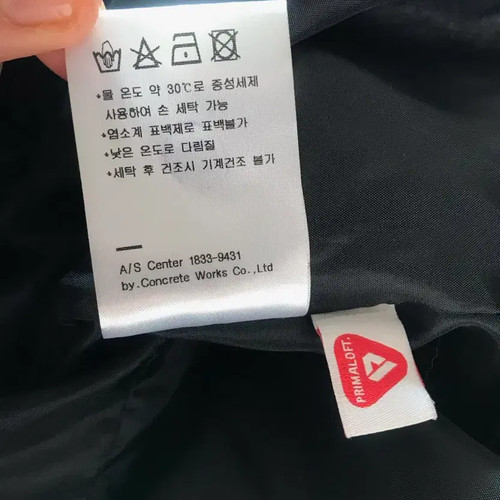 *물 온도 약 30℃로 중성세제
사용하여 손 세탁 가능
*염소계 표백제로 표백불가
*낮은 온도로 다림질
*세탁 후 건조시 기계건조 불가
A/S Center 1833-9431
by.Concrete Works Co.,Ltd
PRIMALOFT.